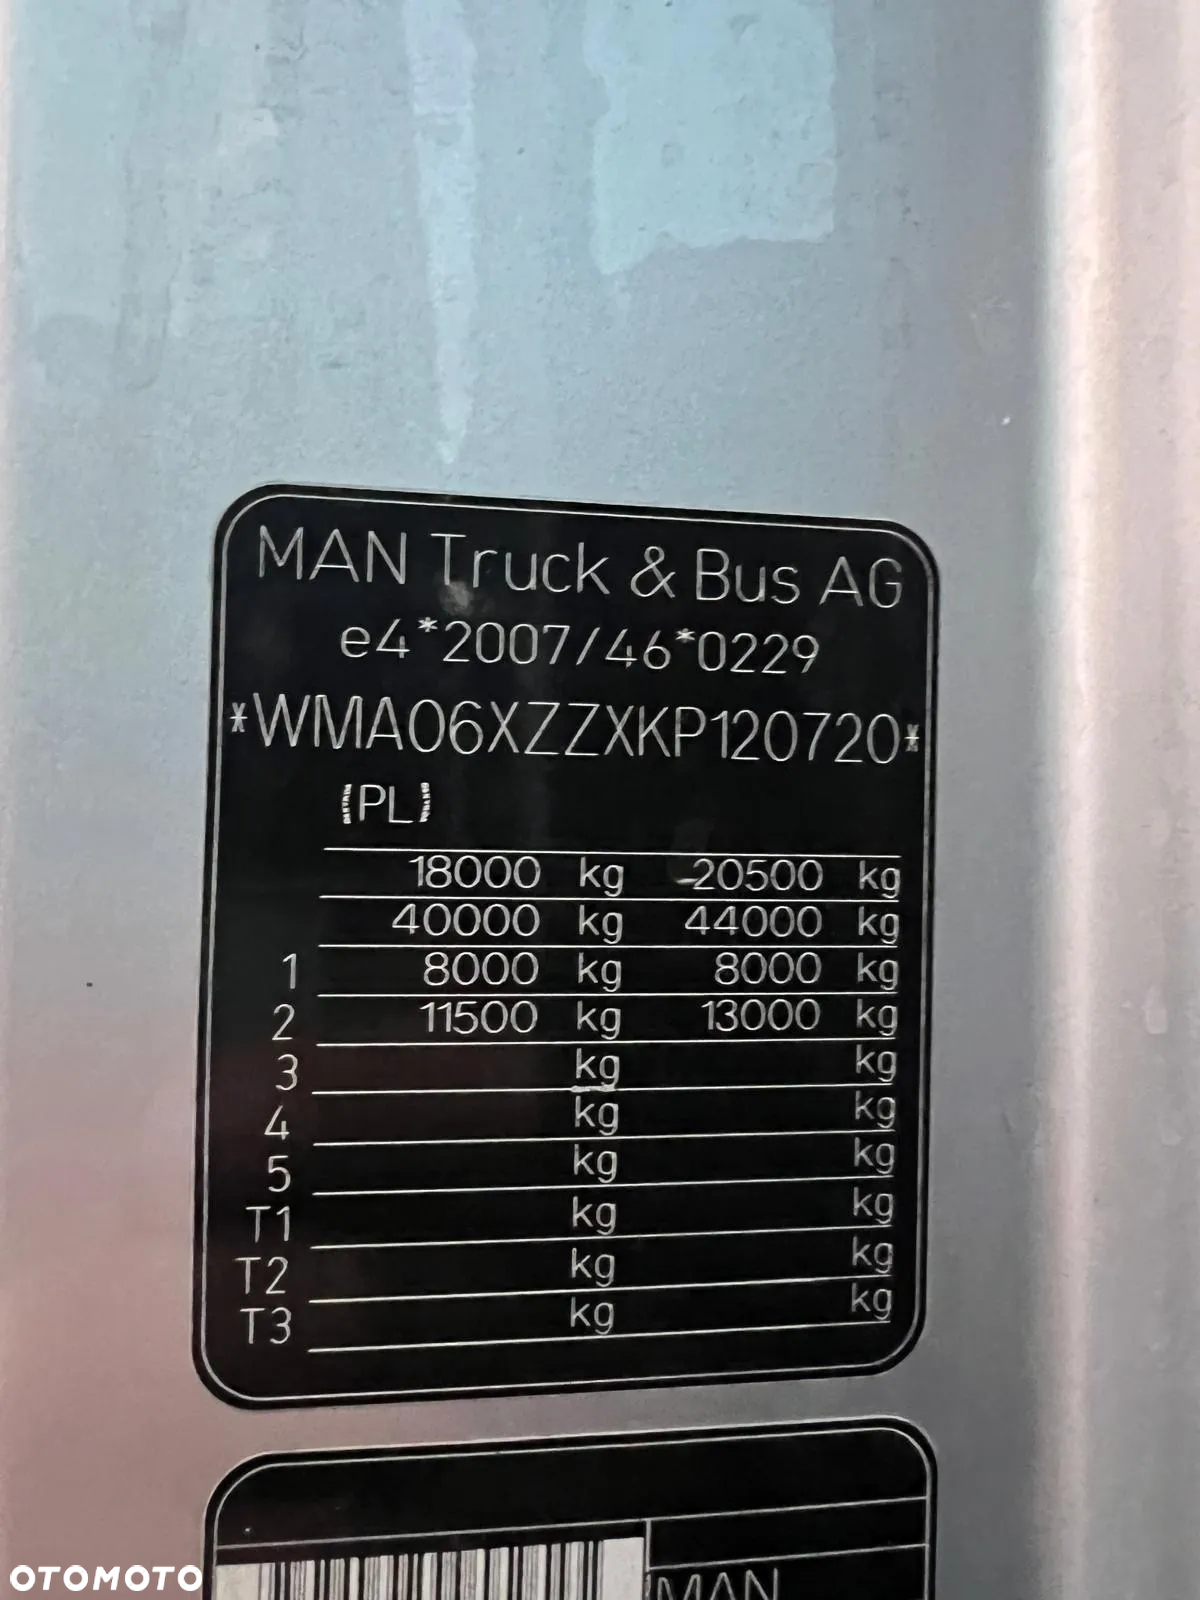 MAN Truck & Bus AG
e4*2007/46*0229
*WMA06XZZXKP120720*
(PL)
18000 kg 20500 kg
40000 kg 44000 kg
1 8000 kg 8000 kg
2 11500 kg 13000 kg
3 kg kg
4 kg kg
5 kg kg
T1 kg kg
T2 kg kg
T3 kg kg
MAN
OTOMOTO